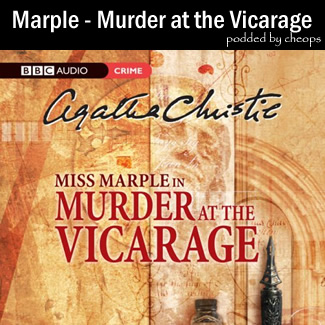 Marple - Murder at the Vicarage
podded by cheops
BBC AUDIO CRIME
Agatha Christie
MISS MARPLE IN
MURDER AT THE
VICARAGE